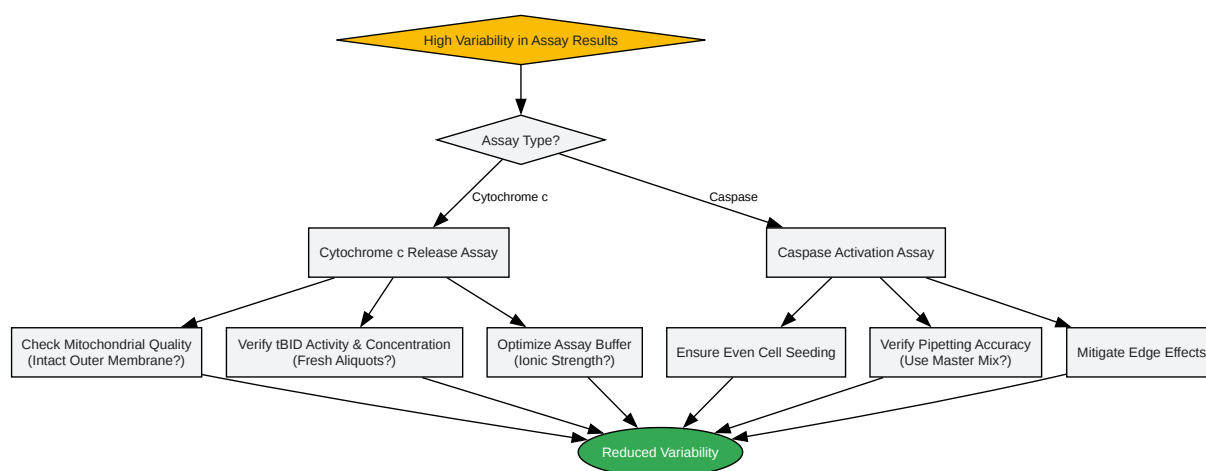 High Variability in Assay Results
Assay Type?
Cytochrome c
Caspase
Cytochrome c Release Assay
Caspase Activation Assay
Check Mitochondrial Quality
(Intact Outer Membrane?)
Verify tBID Activity & Concentration
(Fresh Aliquots?)
Optimize Assay Buffer
(Ionic Strength?)
Ensure Even Cell Seeding
Verify Pipetting Accuracy
(Use Master Mix?)
Mitigate Edge Effects
Reduced Variability